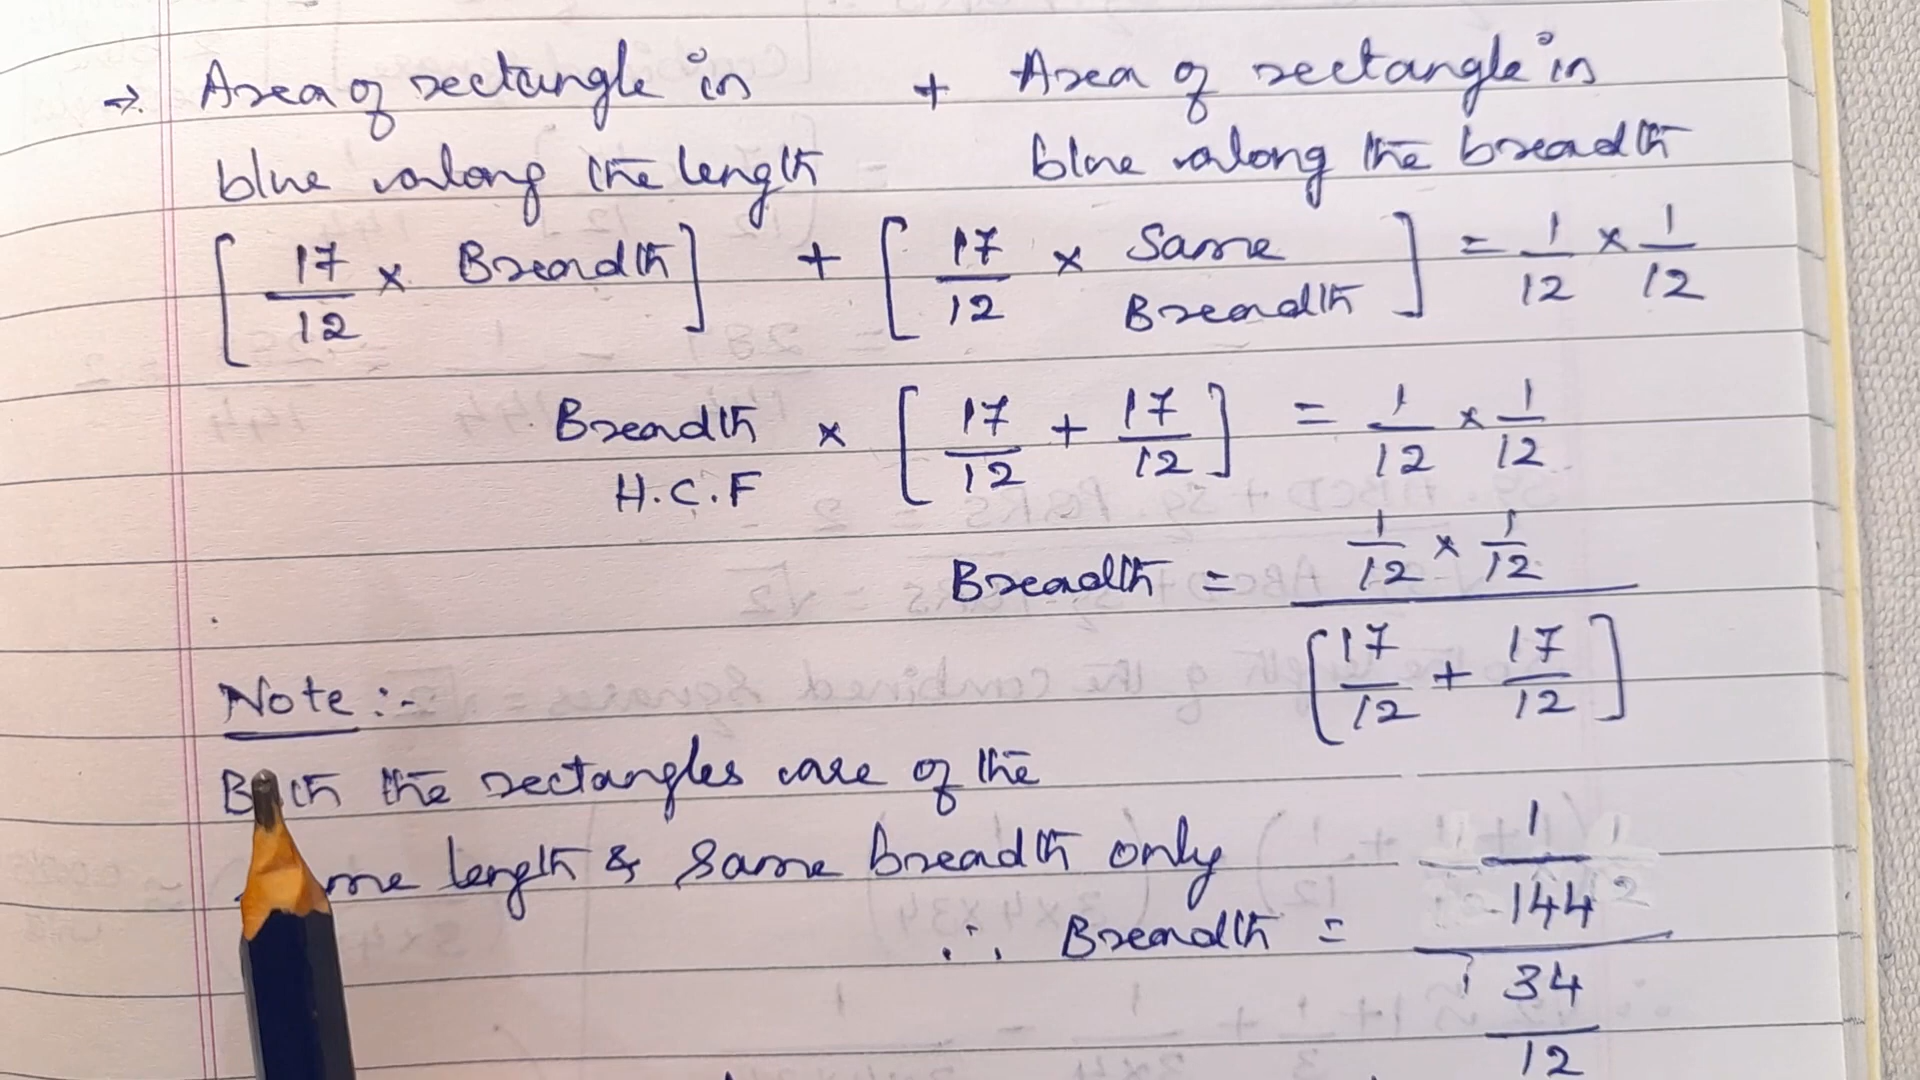 → Area of rectangle in + Area of rectangle in
blue along the length blue along the breadth
[17/12 × Breadth] + [17/12 × Same Breadth] = 1/12 × 1/12
Breadth × [17/12 + 17/12] = 1/12 × 1/12
H.C.F
Breadth = (1/12 × 1/12) / [17/12 + 17/12]
Note :-
Both the rectangles are of the
length & same breadth only
∴ Breadth = (1/144) / (34/12)